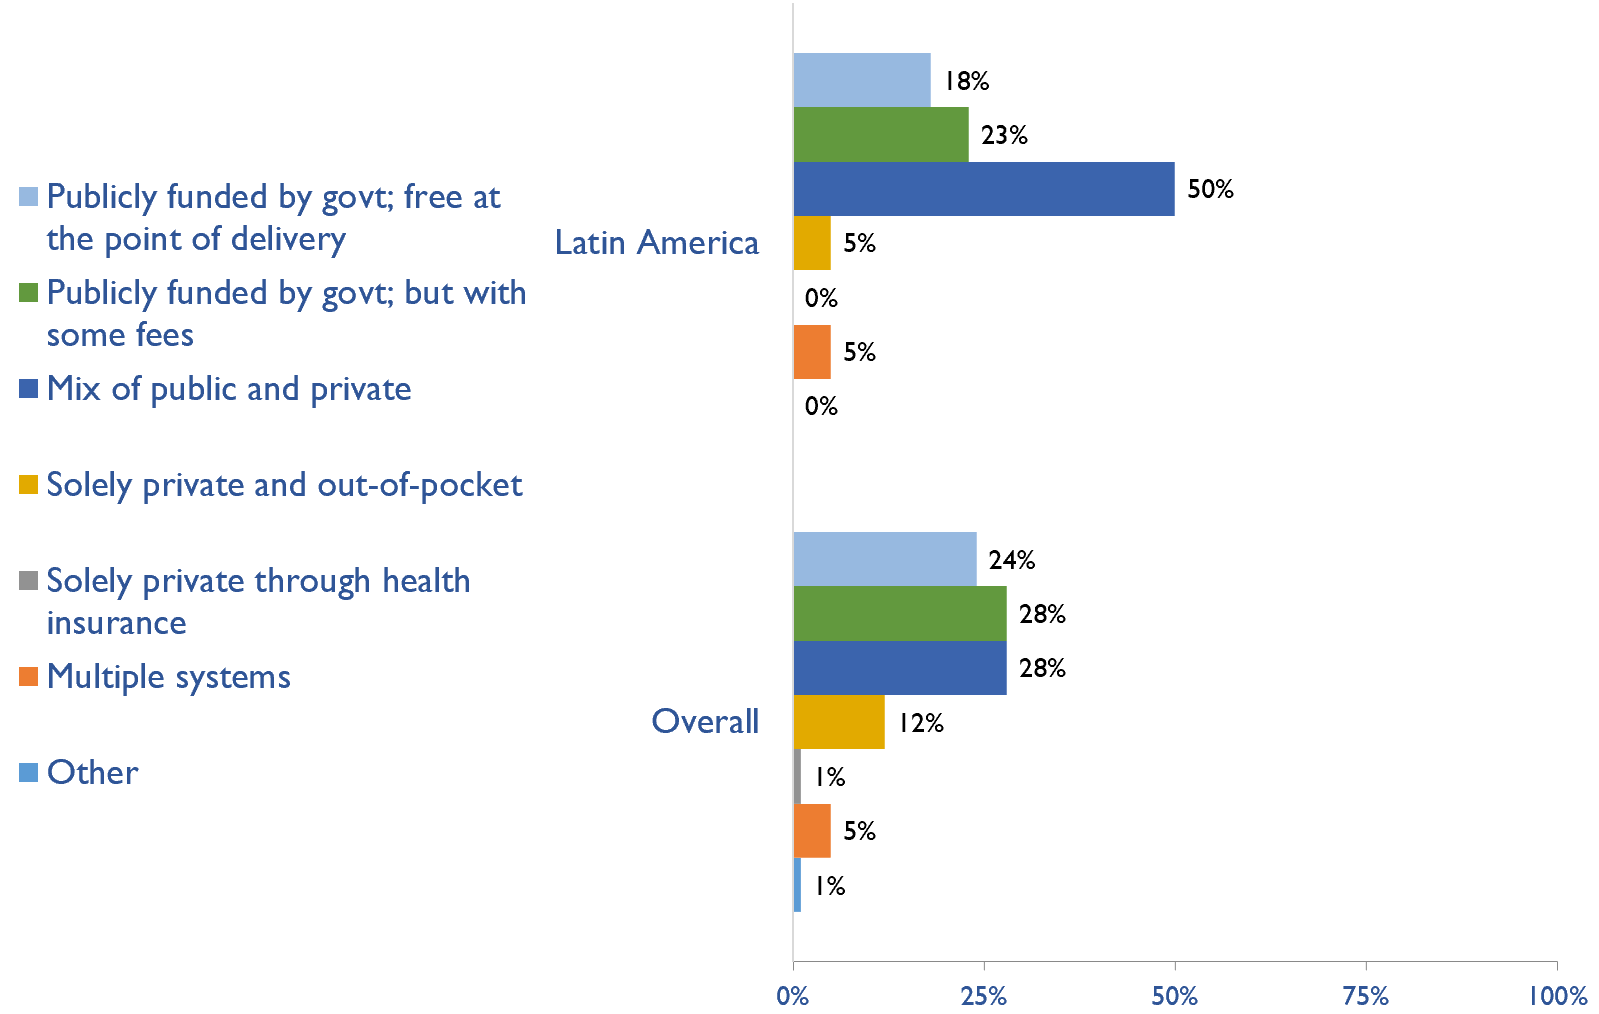 Publicly funded by govt; free at
the point of delivery
Publicly funded by govt; but with
some fees
Mix of public and private
Solely private and out-of-pocket
Solely private through health
insurance
Multiple systems
Other
Latin America
18%
23%
50%
5%
0%
5%
0%
Overall
24%
28%
28%
12%
1%
5%
1%
0%
25%
50%
75%
100%